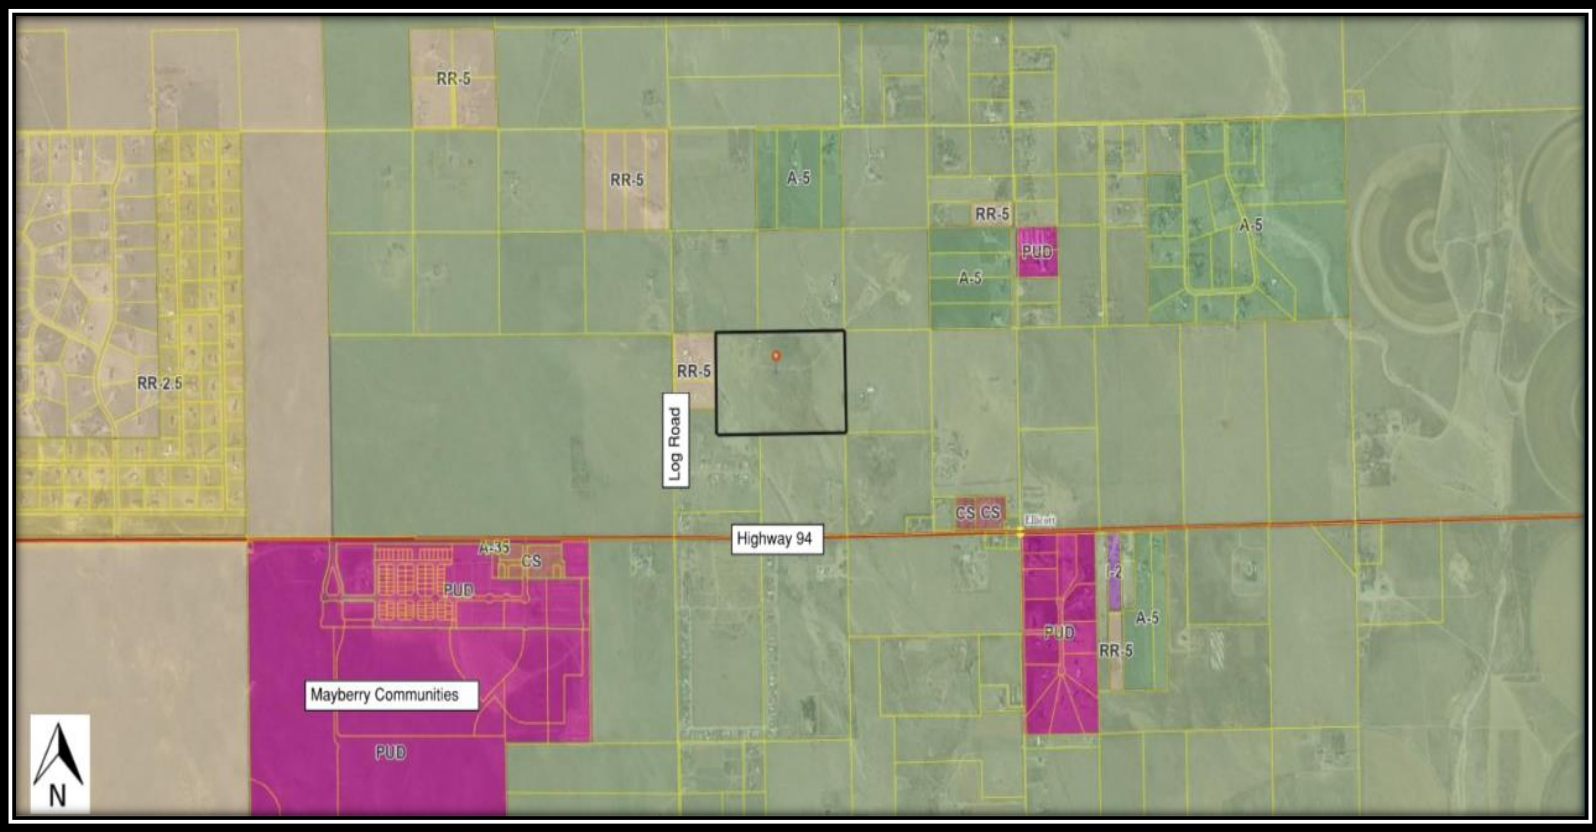 RR-5
RR-5
A-5
RR-5
A-5
PUD
A-5
RR-5
RR-2.5
Log Road
CS CS
Ellicott
Highway 94
A-35
CS
PUD
I-2
A-5
PUD
RR-5
Mayberry Communities
PUD
N